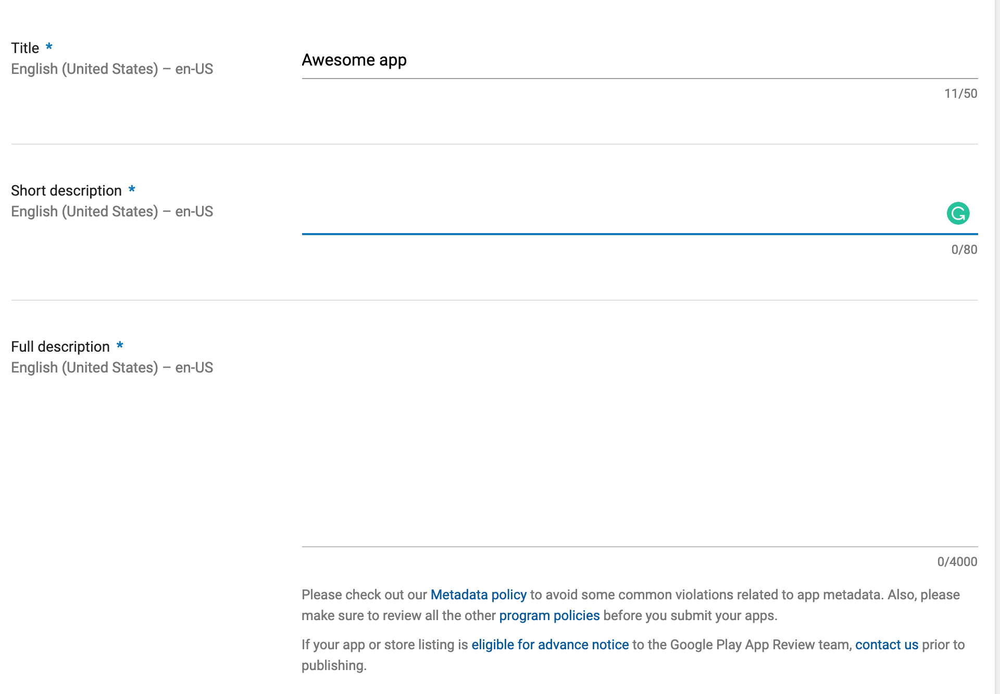 Title *
English (United States) – en-US
Awesome app
11/50
Short description *
English (United States) – en-US
0/80
Full description *
English (United States) – en-US
0/4000
Please check out our Metadata policy to avoid some common violations related to app metadata. Also, please
make sure to review all the other program policies before you submit your apps.
If your app or store listing is eligible for advance notice to the Google Play App Review team, contact us prior to
publishing.